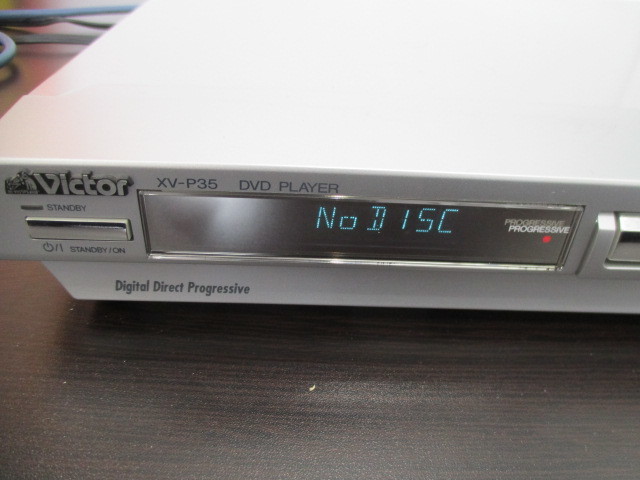 Victor
XV-P35 DVD PLAYER
STANDBY
No DISC
PROGRESSIVE
PROGRESSIVE
⏻/I STANDBY/ON
Digital Direct Progressive